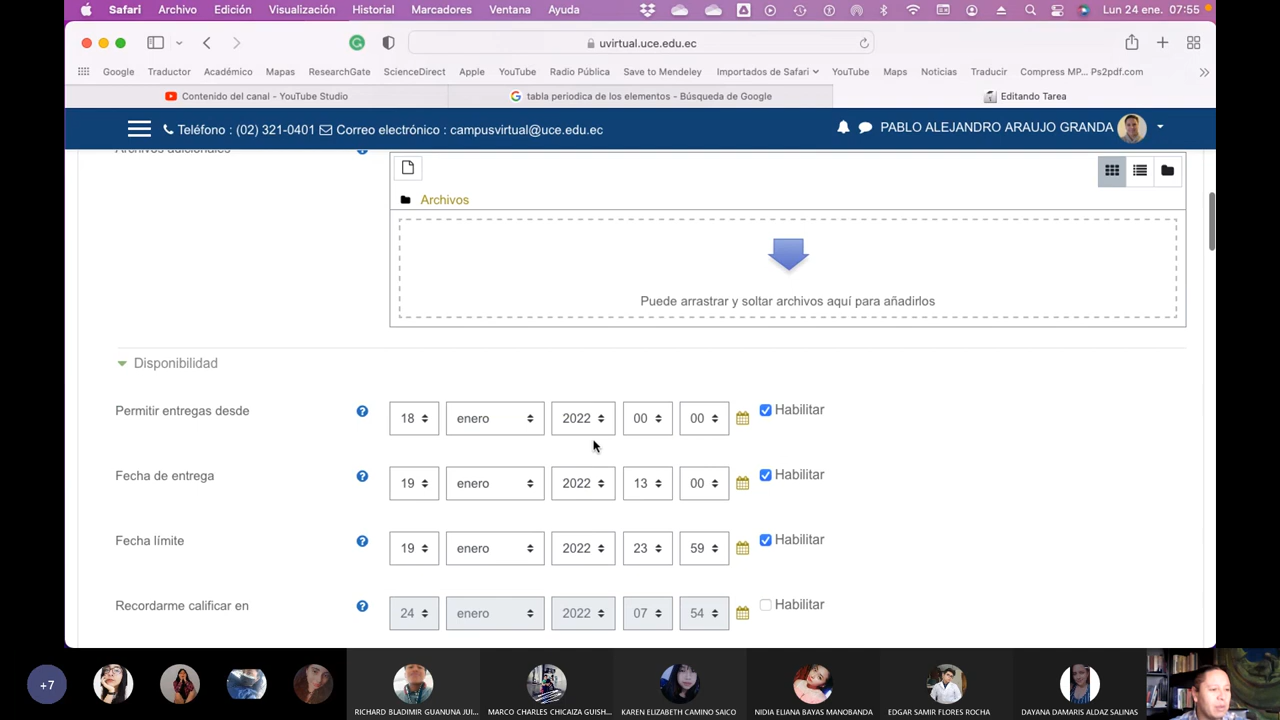 Safari Archivo Edición Visualización Historial Marcadores Ventana Ayuda Lun 24 ene. 07:55
uvirtual.uce.edu.ec
Google Traductor Académico Mapas ResearchGate ScienceDirect Apple YouTube Radio Pública Save to Mendeley Importados de Safari YouTube Maps Noticias Traducir Compress MP... Ps2pdf.com
Contenido del canal - YouTube Studio tabla periodica de los elementos - Búsqueda de Google Editando Tarea
Teléfono : (02) 321-0401 Correo electrónico : campusvirtual@uce.edu.ec PABLO ALEJANDRO ARAUJO GRANDA
Archivos adicionales
Archivos
Puede arrastrar y soltar archivos aquí para añadirlos
Disponibilidad
Permitir entregas desde 18 enero 2022 00 00 Habilitar
Fecha de entrega 19 enero 2022 13 00 Habilitar
Fecha límite 19 enero 2022 23 59 Habilitar
Recordarme calificar en 24 enero 2022 07 54 Habilitar
+7 RICHARD BLADIMIR GUANUNA JUI... MARCO CHARLES CHICAIZA GUISH... KAREN ELIZABETH CAMINO SAICO NIDIA ELIANA BAYAS MANOBANDA EDGAR SAMIR FLORES ROCHA DAYANA DAMARIS ALDAZ SALINAS